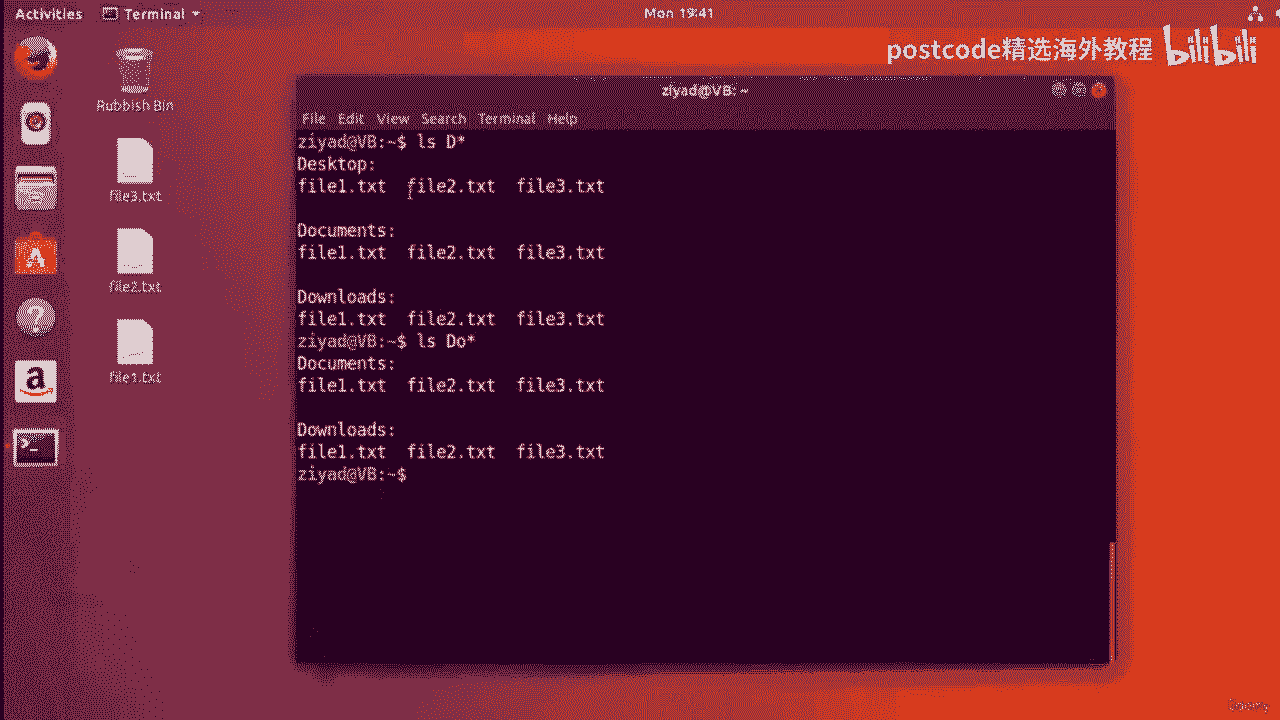 Activities Terminal Mon 19:41
postcode精选海外教程 bilibili
Rubbish Bin
file3.txt
file2.txt
file1.txt
ziyad@VB: ~
File Edit View Search Terminal Help
ziyad@VB:~$ ls D*
Desktop:
file1.txt file2.txt file3.txt
Documents:
file1.txt file2.txt file3.txt
Downloads:
file1.txt file2.txt file3.txt
ziyad@VB:~$ ls Do*
Documents:
file1.txt file2.txt file3.txt
Downloads:
file1.txt file2.txt file3.txt
ziyad@VB:~$